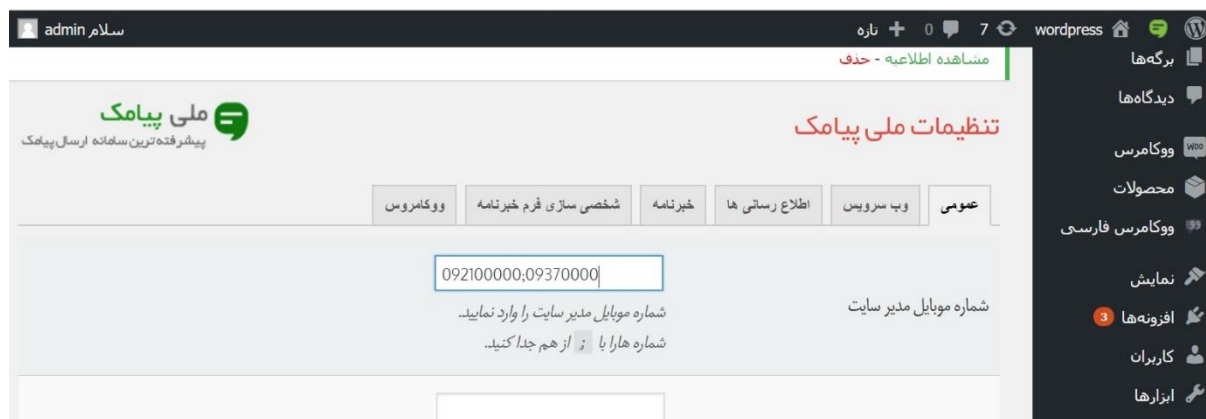 wordpress 7 0 تازه سلام admin
برگه‌ها
دیدگاه‌ها
ووکامرس
محصولات
ووکامرس فارسی
نمایش
افزونه‌ها 3
کاربران
ابزارها
مشاهده اطلاعیه - حذف
تنظیمات ملی پیامک
ملی پیامک
پیشرفته‌ترین سامانه ارسال پیامک
عمومی وب سرویس اطلاع رسانی ها خبرنامه شخصی سازی فرم خبرنامه ووکامروس
شماره موبایل مدیر سایت
092100000;09370000
شماره موبایل مدیر سایت را وارد نمایید.
شماره هارا با ; از هم جدا کنید.